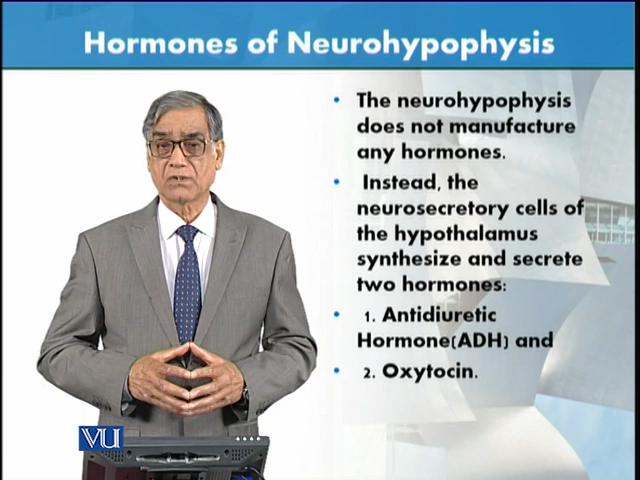 Hormones of Neurohypophysis
• The neurohypophysis
does not manufacture
any hormones.
• Instead, the
neurosecretory cells of
the hypothalamus
synthesize and secrete
two hormones:
• 1. Antidiuretic
Hormone(ADH) and
• 2. Oxytocin.
VU